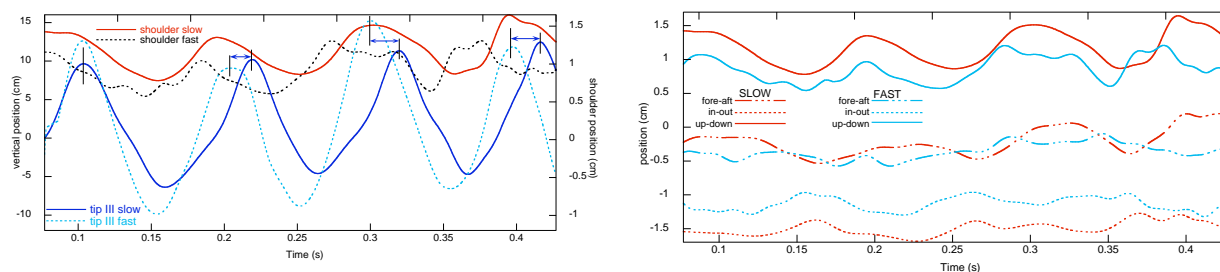 shoulder slow
shoulder fast
15
10
5
0
-5
-10
vertical position (cm)
1.5
1
0.5
0
-0.5
-1
shoulder position (cm)
tip III slow
tip III fast
0.1
0.15
0.2
0.25
0.3
0.35
0.4
Time (s)
1.5
1
0.5
0
-0.5
-1
-1.5
position (cm)
SLOW
fore-aft
in-out
up-down
FAST
fore-aft
in-out
up-down
0.1
0.15
0.2
0.25
0.3
0.35
0.4
Time (s)